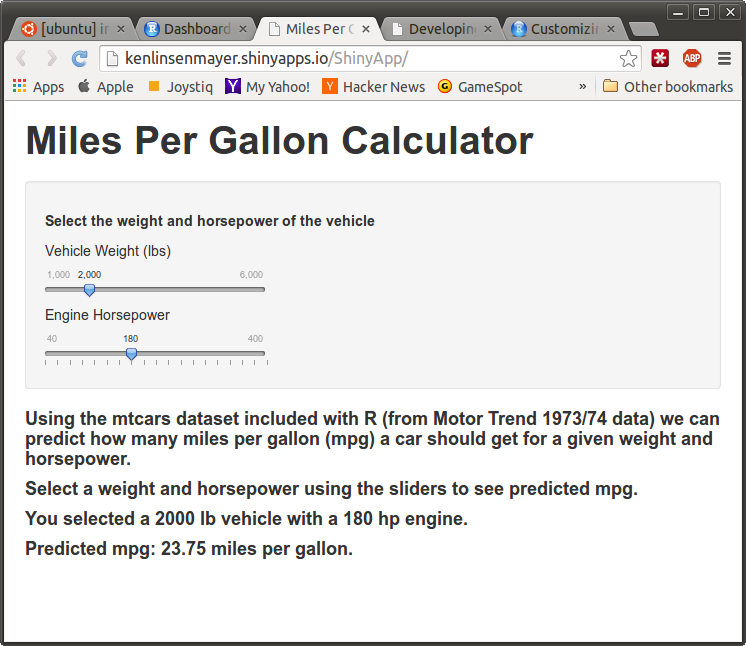 [ubuntu] in
Dashboard
Miles Per C
Developin
Customizin
kenlinsenmayer.shinyapps.io/ShinyApp/
ABP
Apps
Apple
Joystiq
My Yahoo!
Hacker News
GameSpot
»
Other bookmarks
Miles Per Gallon Calculator
Select the weight and horsepower of the vehicle
Vehicle Weight (lbs)
1,000 2,000 6,000
Engine Horsepower
40 180 400
Using the mtcars dataset included with R (from Motor Trend 1973/74 data) we can
predict how many miles per gallon (mpg) a car should get for a given weight and
horsepower.
Select a weight and horsepower using the sliders to see predicted mpg.
You selected a 2000 lb vehicle with a 180 hp engine.
Predicted mpg: 23.75 miles per gallon.